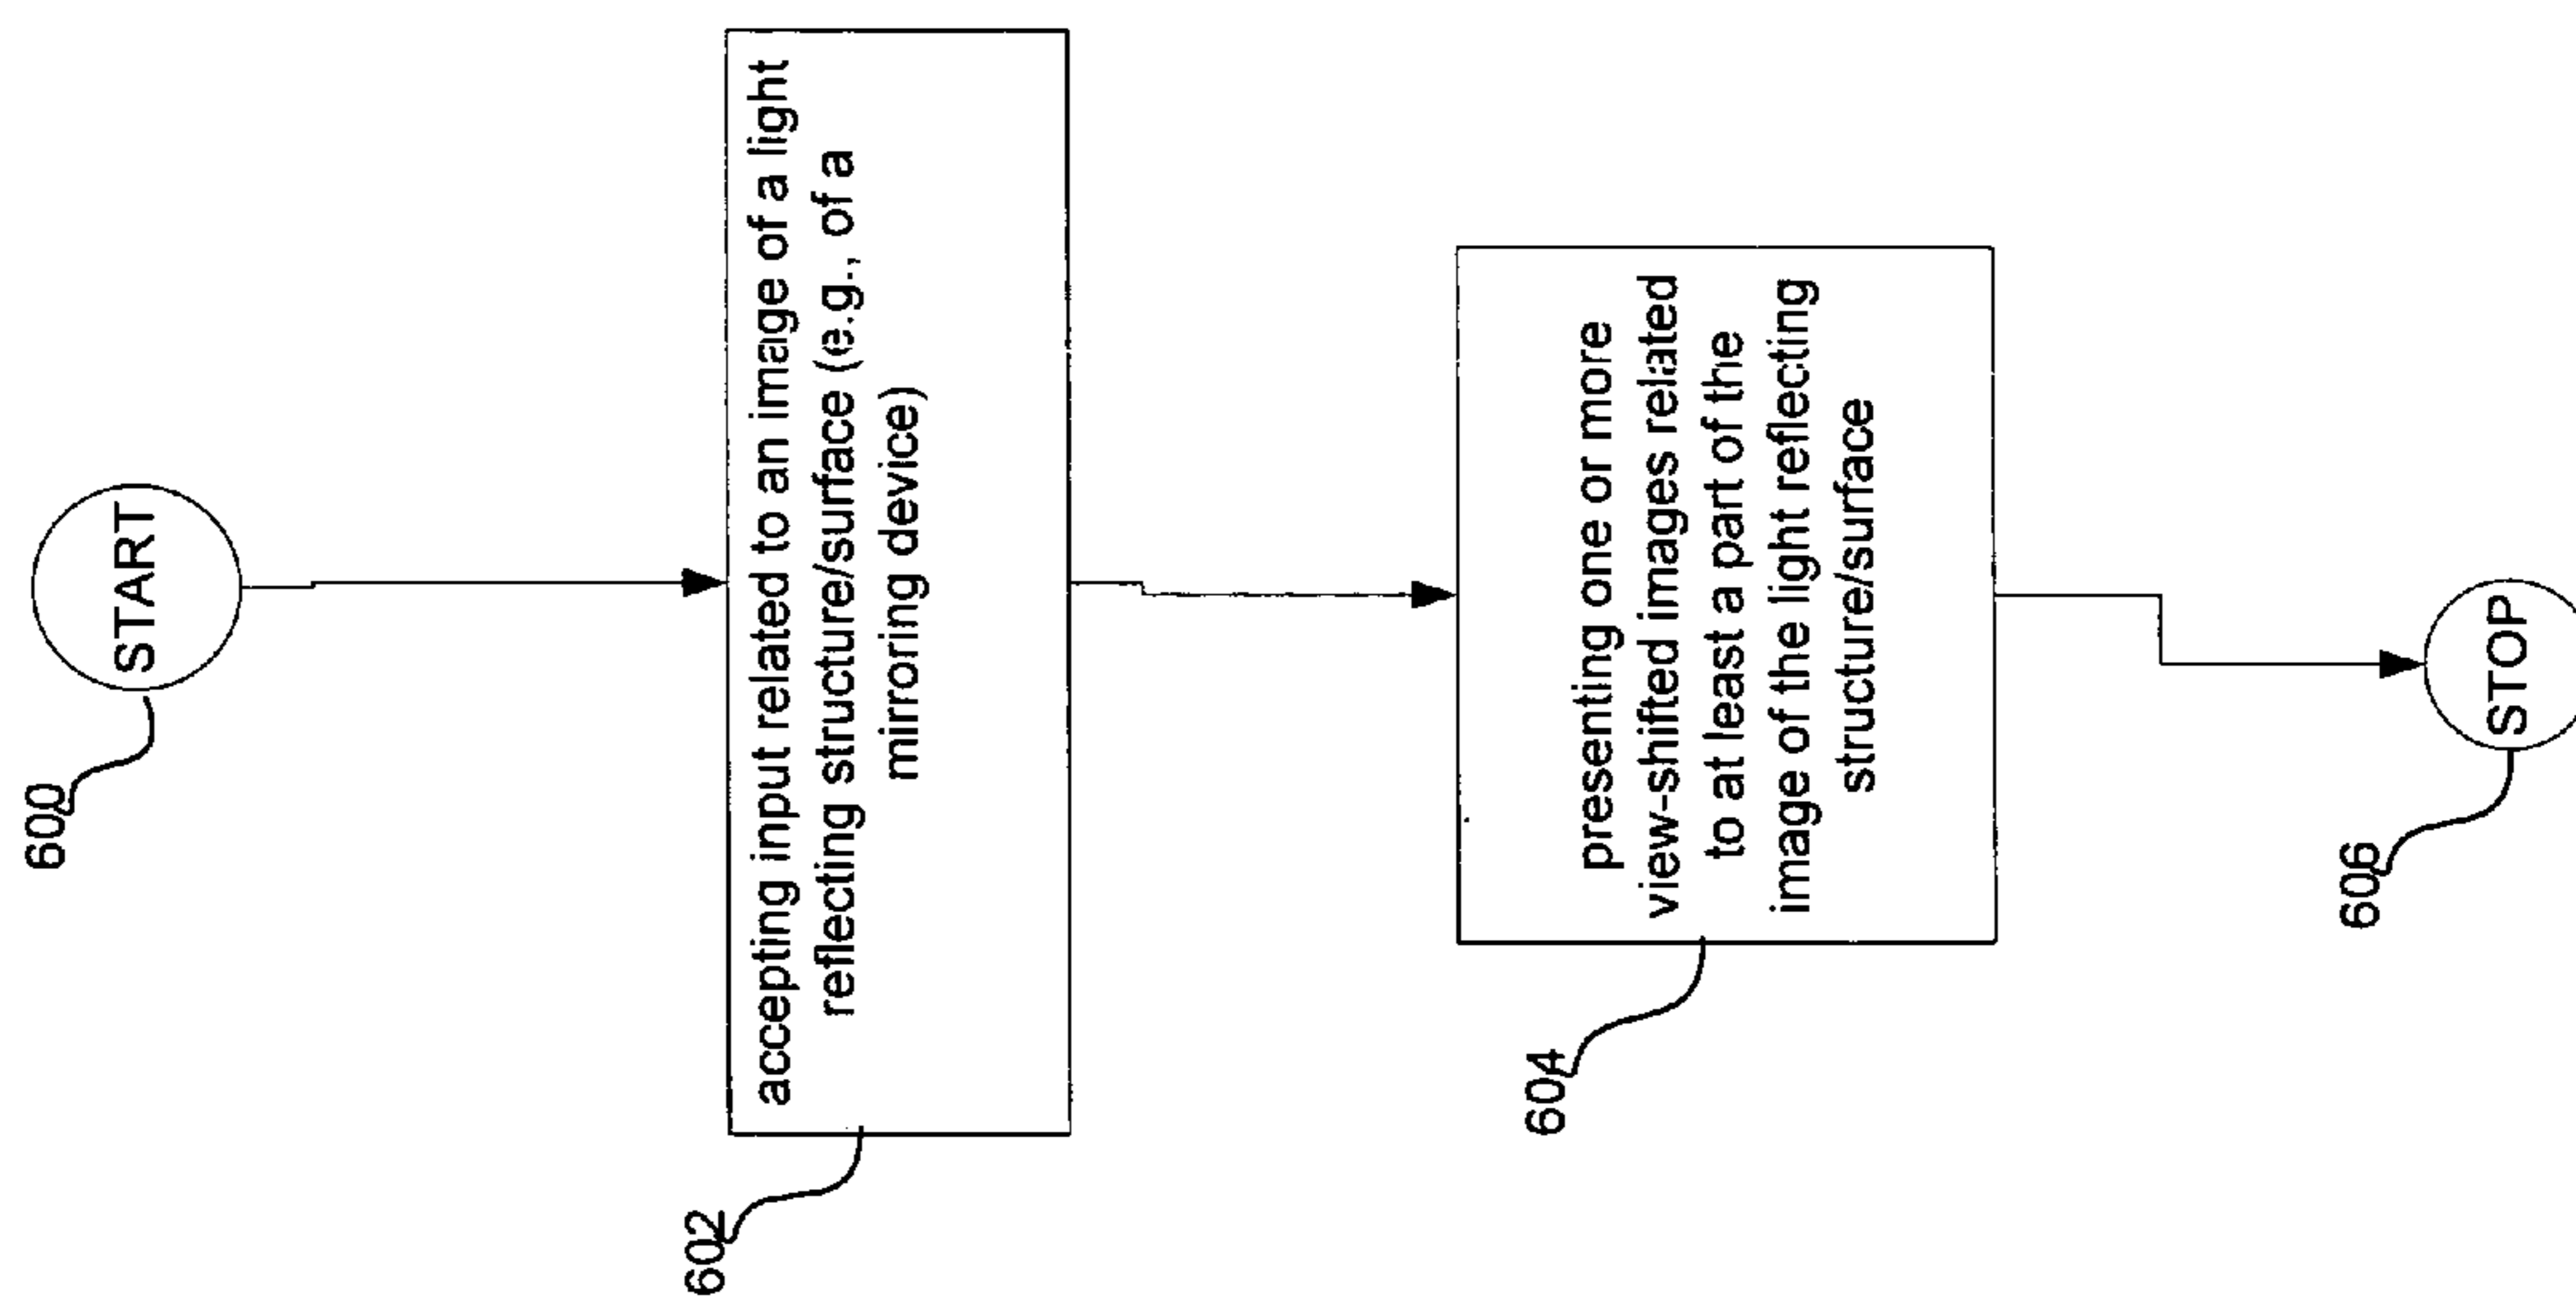 600
START
602
accepting input related to an image of a light
reflecting structure/surface (e.g., of a
mirroring device)
604
presenting one or more
view-shifted images related
to at least a part of the
image of the light reflecting
structure/surface
606
STOP